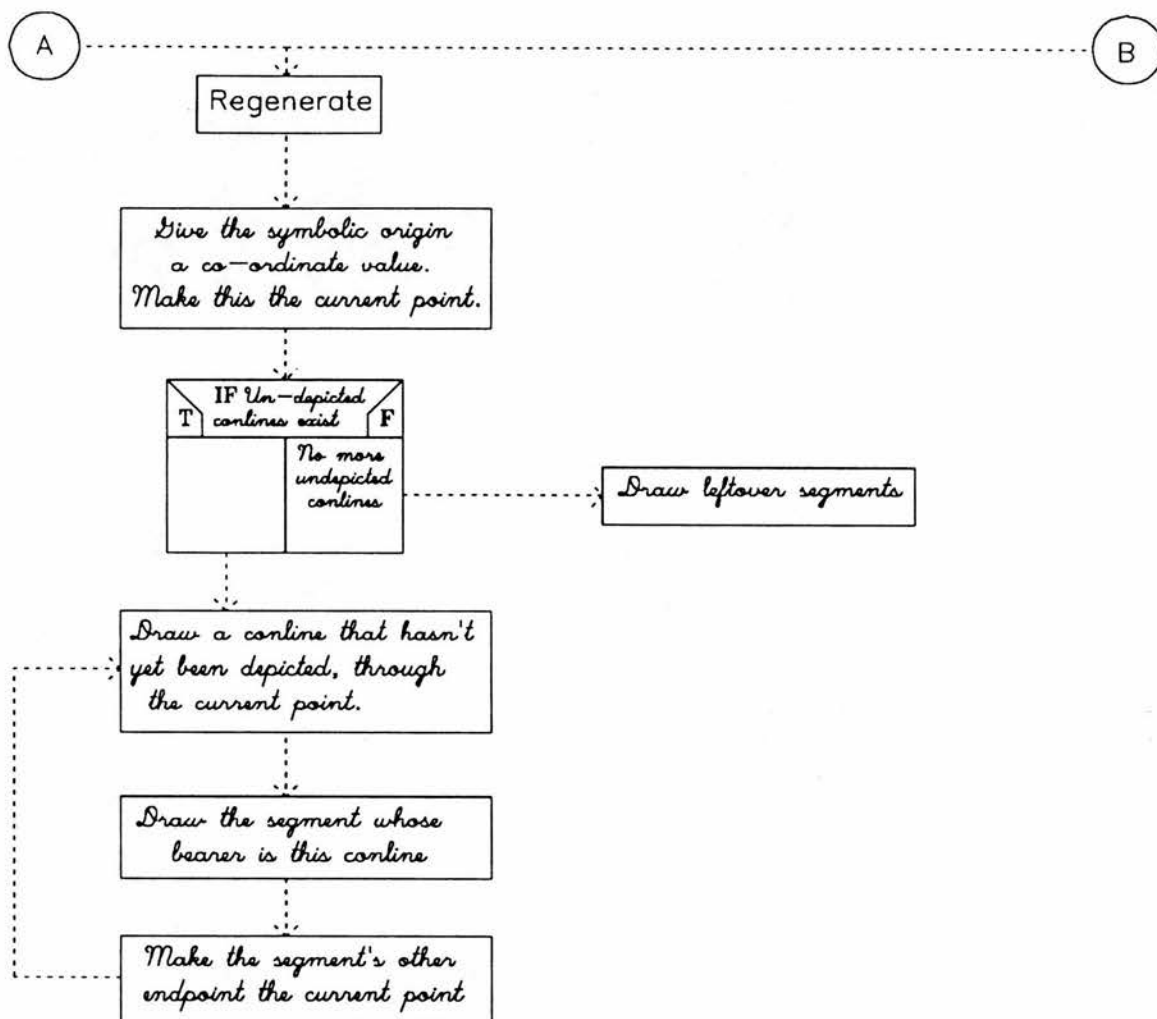 A
B
Regenerate
Give the symbolic origin
a co-ordinate value.
Make this the current point.
IF Un-depicted
conlines exist
T
F
No more
undepicted
conlines
Draw leftover segments
Draw a conline that hasn't
yet been depicted, through
the current point.
Draw the segment whose
bearer is this conline
Make the segment's other
endpoint the current point